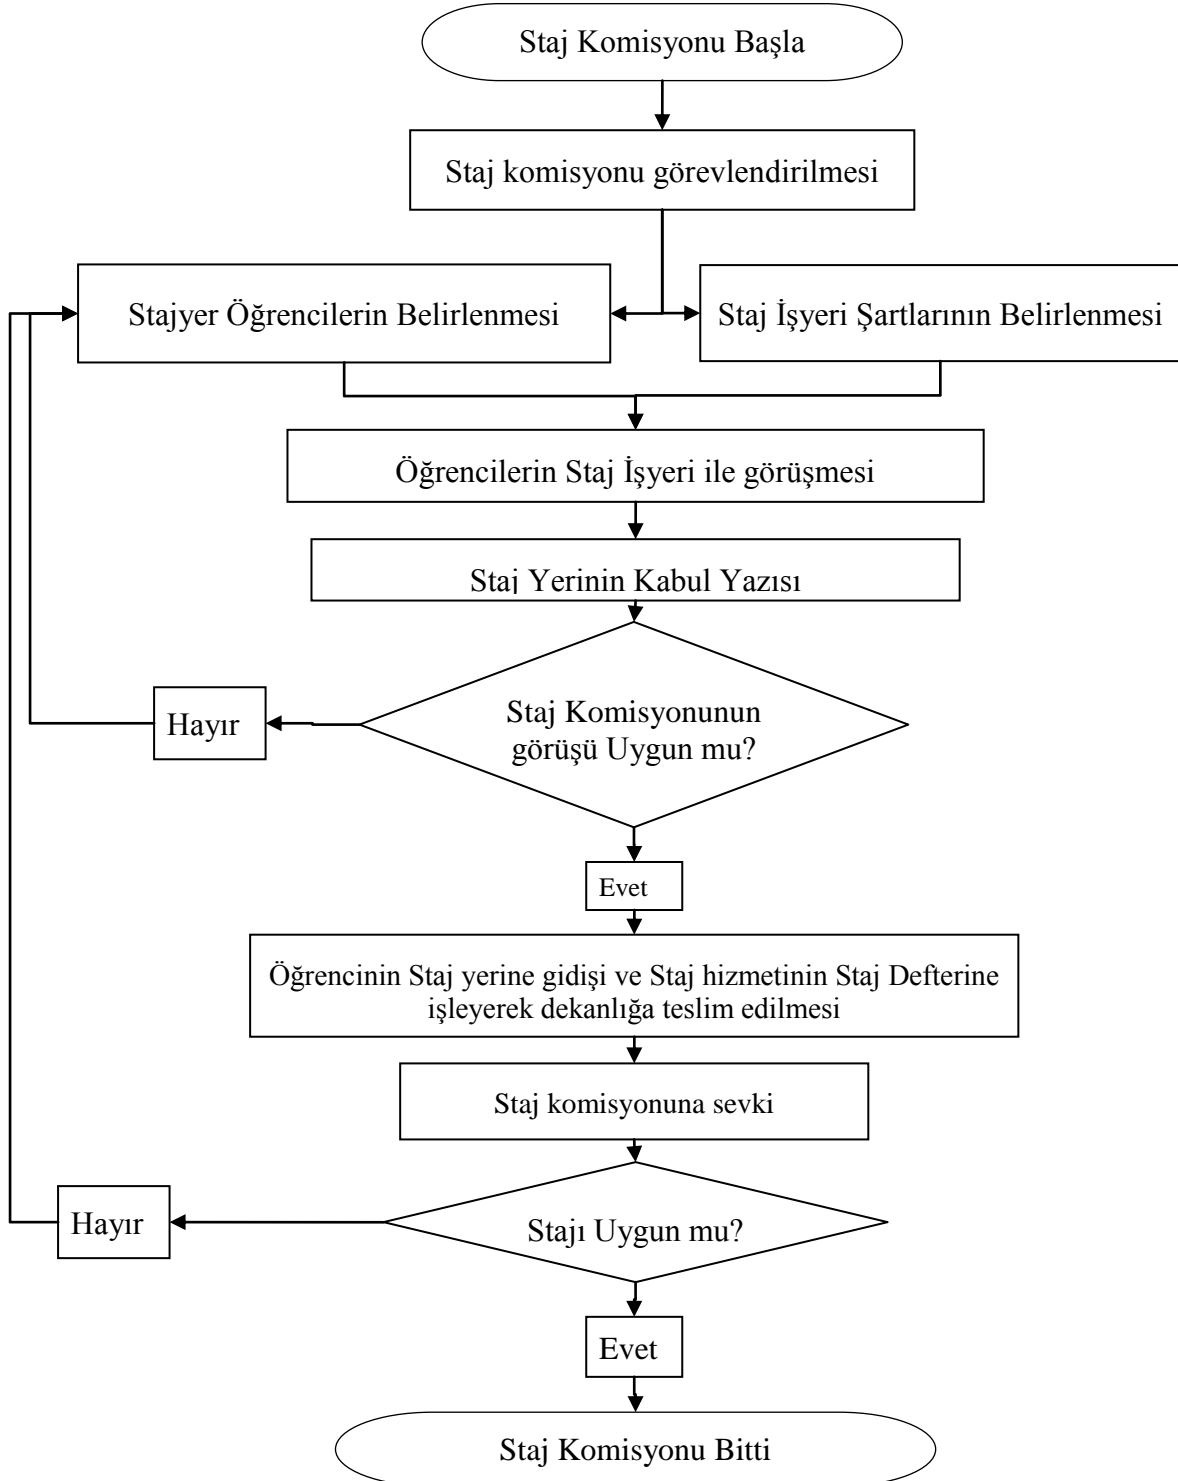 Staj Komisyonu Başla
Staj komisyonu görevlendirilmesi
Stajyer Öğrencilerin Belirlenmesi
Staj İşyeri Şartlarının Belirlenmesi
Öğrencilerin Staj İşyeri ile görüşmesi
Staj Yerinin Kabul Yazısı
Staj Komisyonunun
görüşü Uygun mu?
Hayır
Evet
Öğrencinin Staj yerine gidişi ve Staj hizmetinin Staj Defterine
işleyerek dekanlığa teslim edilmesi
Staj komisyonuna sevki
Stajı Uygun mu?
Hayır
Evet
Staj Komisyonu Bitti